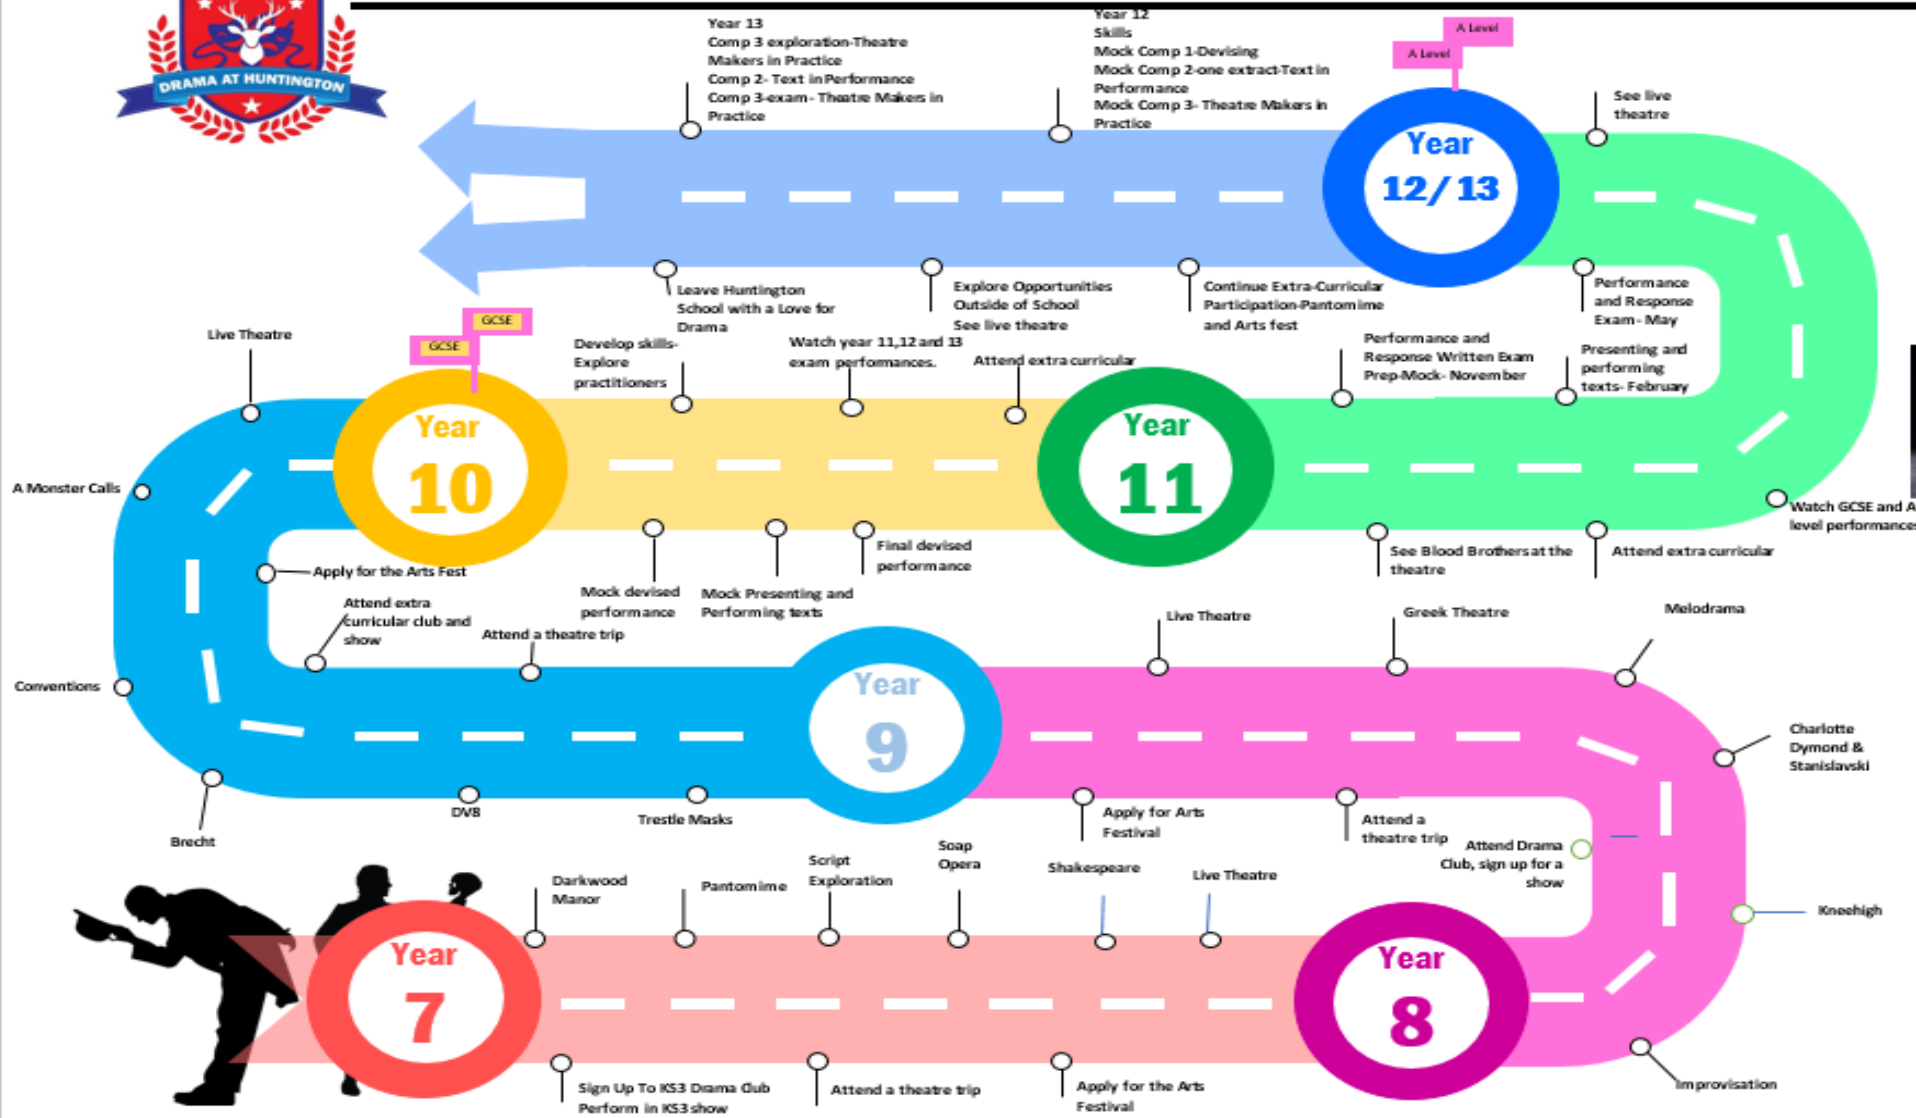 DRAMA AT HUNTINGTON
Year 13
Comp 3 exploration-Theatre
Makers in Practice
Comp 2- Text in Performance
Comp 3-exam- Theatre Makers in
Practice
Year 12
Skills
Mock Comp 1-Devising
Mock Comp 2-one extract-Text in
Performance
Mock Comp 3- Theatre Makers in
Practice
A Level
A Level
Year
12/13
See live
theatre
Leave Huntington
School with a Love for
Drama
Explore Opportunities
Outside of School
See live theatre
Continue Extra-Curricular
Participation-Pantomime
and Arts fest
Performance
and Response
Exam- May
Live Theatre
GCSE
GCSE
Develop skills-
Explore
practitioners
Watch year 11,12 and 13
exam performances.
Attend extra curricular
Performance and
Response Written Exam
Prep-Mock- November
Presenting and
performing
texts- February
Year
10
Year
11
A Monster Calls
Watch GCSE and A
level performances
Apply for the Arts Fest
Mock devised
performance
Mock Presenting and
Performing texts
Final devised
performance
See Blood Brothers at the
theatre
Attend extra curricular
Attend extra
curricular club and
show
Attend a theatre trip
Live Theatre
Greek Theatre
Melodrama
Conventions
Year
9
Charlotte
Dymond &
Stanislavski
Brecht
DV8
Trestle Masks
Apply for Arts
Festival
Attend a
theatre trip
Attend Drama
Club, sign up for a
show
Kneehigh
Darkwood
Manor
Pantomime
Script
Exploration
Soap
Opera
Shakespeare
Live Theatre
Year
7
Year
8
Sign Up To KS3 Drama Club
Perform in KS3 show
Attend a theatre trip
Apply for the Arts
Festival
Improvisation